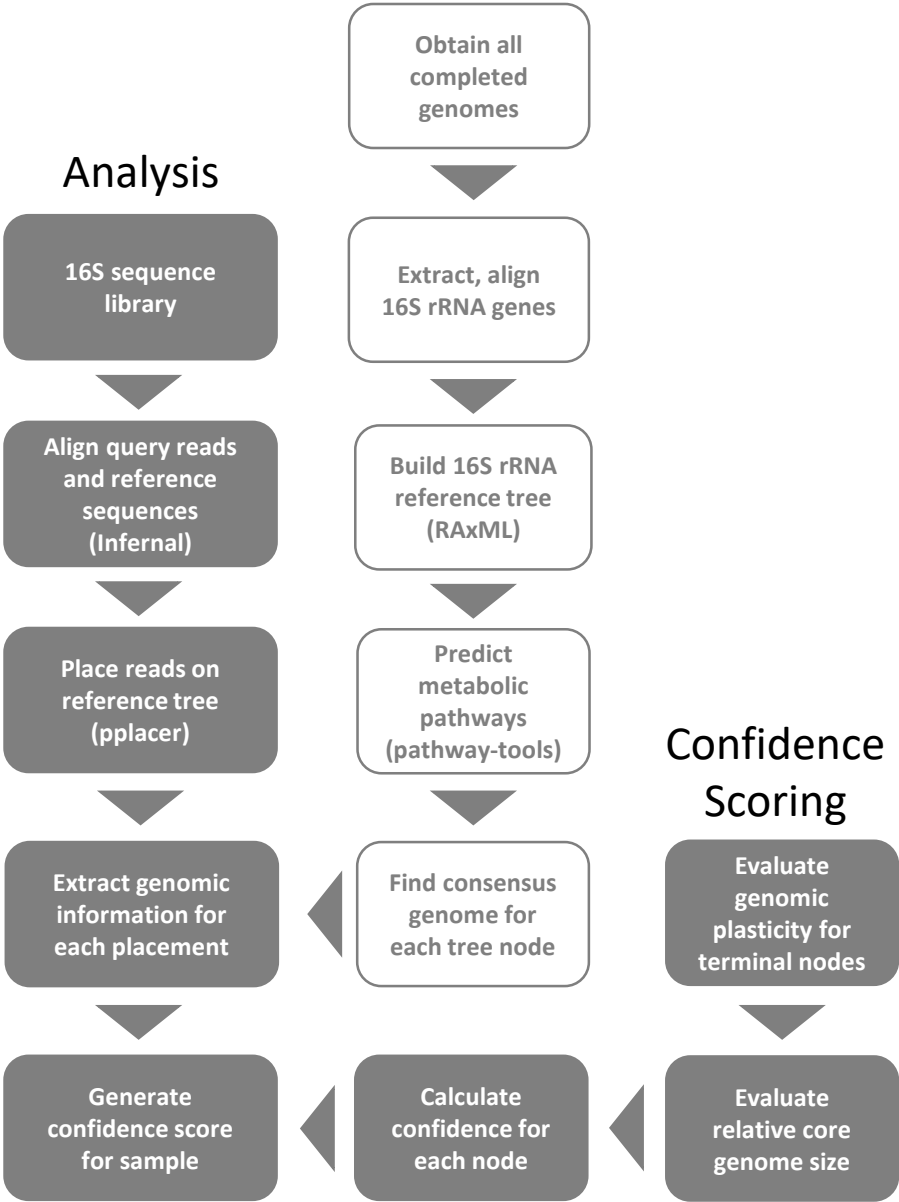 Obtain all
completed
genomes
Analysis
16S sequence
library
Extract, align
16S rRNA genes
Align query reads
and reference
sequences
(Infernal)
Build 16S rRNA
reference tree
(RAxML)
Place reads on
reference tree
(pplacer)
Predict
metabolic
pathways
(pathway-tools)
Confidence
Scoring
Extract genomic
information for
each placement
Find consensus
genome for
each tree node
Evaluate
genomic
plasticity for
terminal nodes
Generate
confidence score
for sample
Calculate
confidence for
each node
Evaluate
relative core
genome size